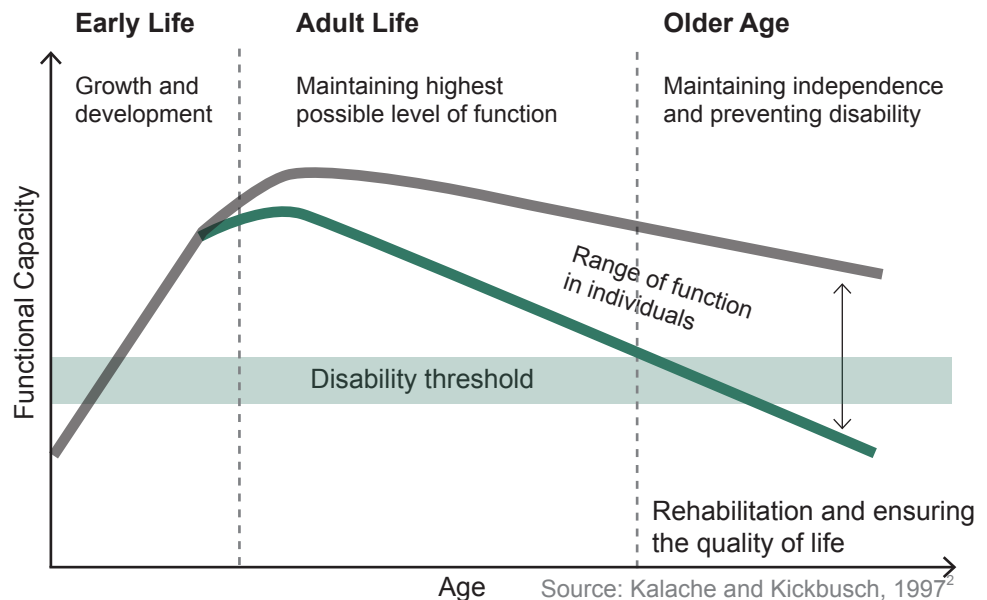 Early Life
Adult Life
Older Age
Growth and
development
Maintaining highest
possible level of function
Maintaining independence
and preventing disability
Functional Capacity
Range of function
in individuals
Disability threshold
Rehabilitation and ensuring
the quality of life
Age
Source: Kalache and Kickbusch, 1997²